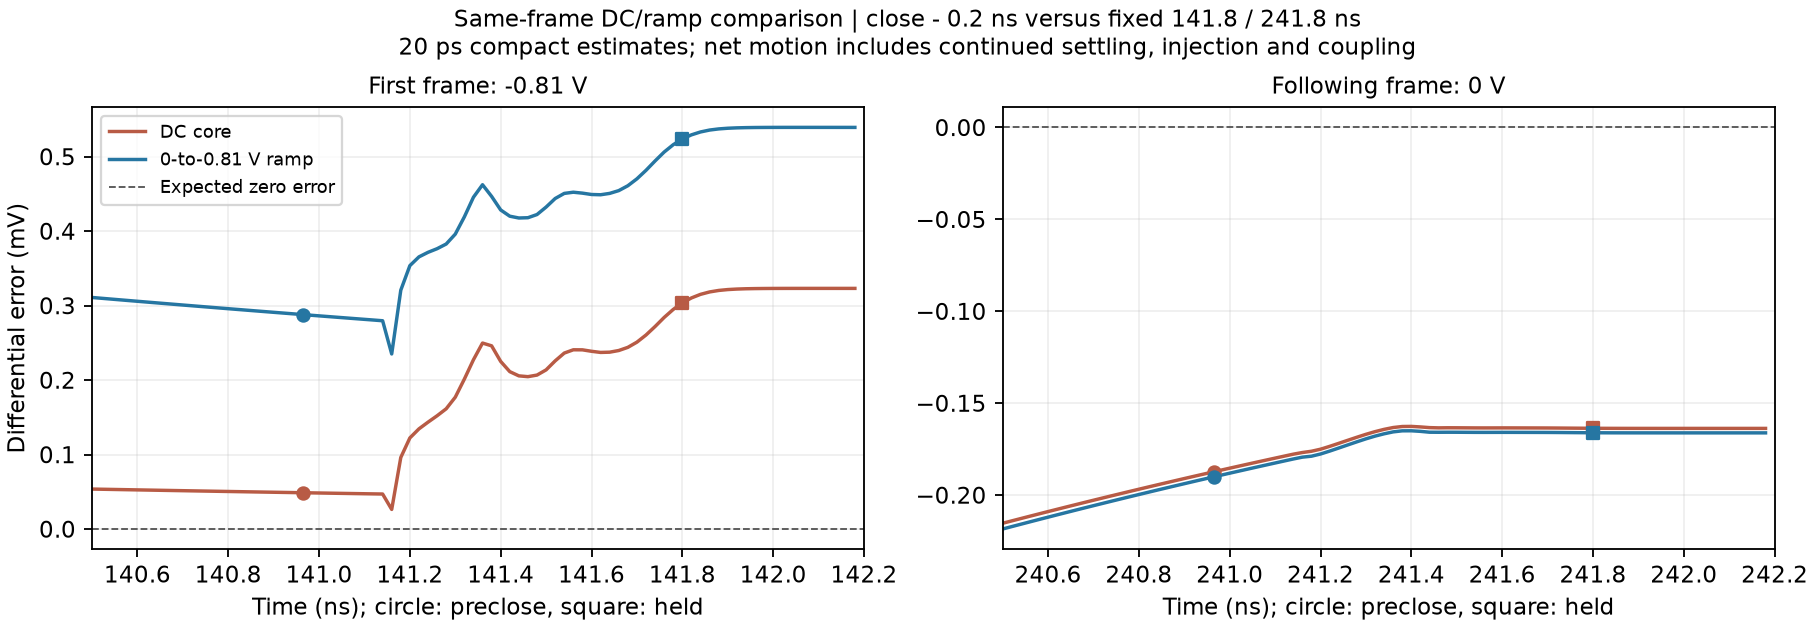 Same-frame DC/ramp comparison | close - 0.2 ns versus fixed 141.8 / 241.8 ns
20 ps compact estimates; net motion includes continued settling, injection and coupling
First frame: -0.81 V
DC core
0-to-0.81 V ramp
Expected zero error
Differential error (mV)
0.5
0.4
0.3
0.2
0.1
0.0
140.6 140.8 141.0 141.2 141.4 141.6 141.8 142.0 142.2
Time (ns); circle: preclose, square: held
Following frame: 0 V
0.00
−0.05
−0.10
−0.15
−0.20
240.6 240.8 241.0 241.2 241.4 241.6 241.8 242.0 242.2
Time (ns); circle: preclose, square: held